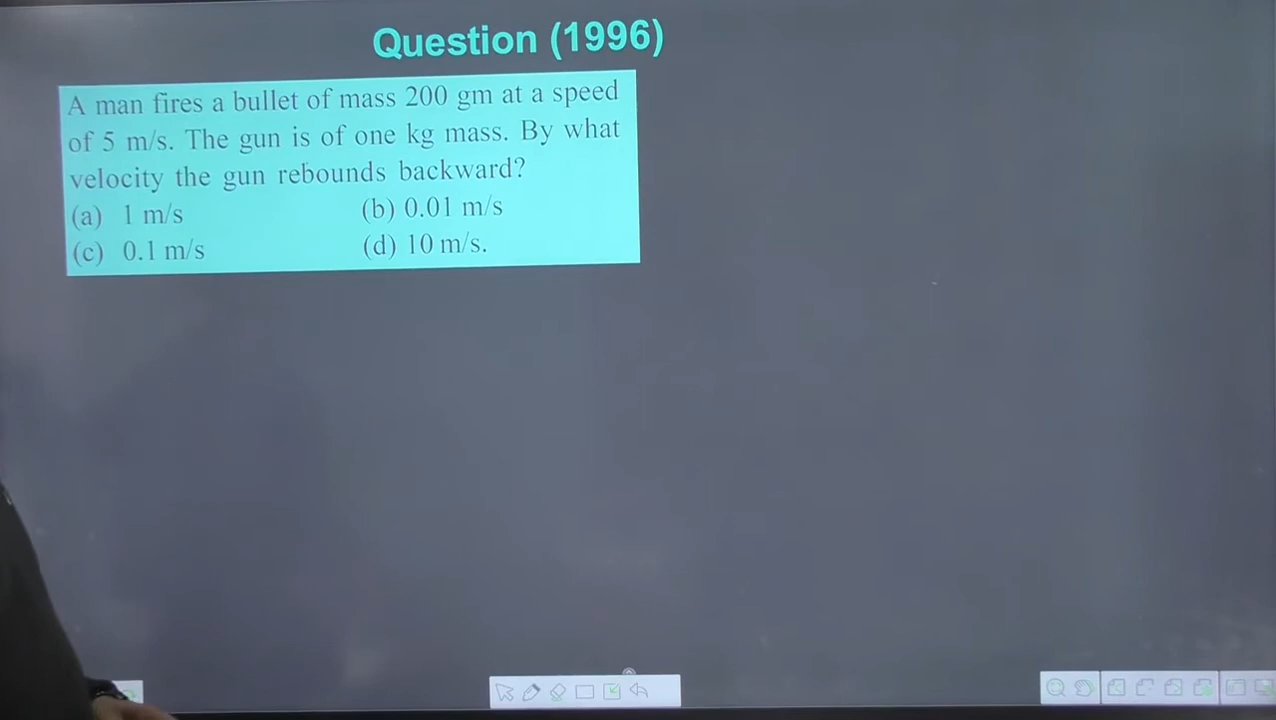 Question (1996)
A man fires a bullet of mass 200 gm at a speed
of 5 m/s. The gun is of one kg mass. By what
velocity the gun rebounds backward?
(a) 1 m/s (b) 0.01 m/s
(c) 0.1 m/s (d) 10 m/s.